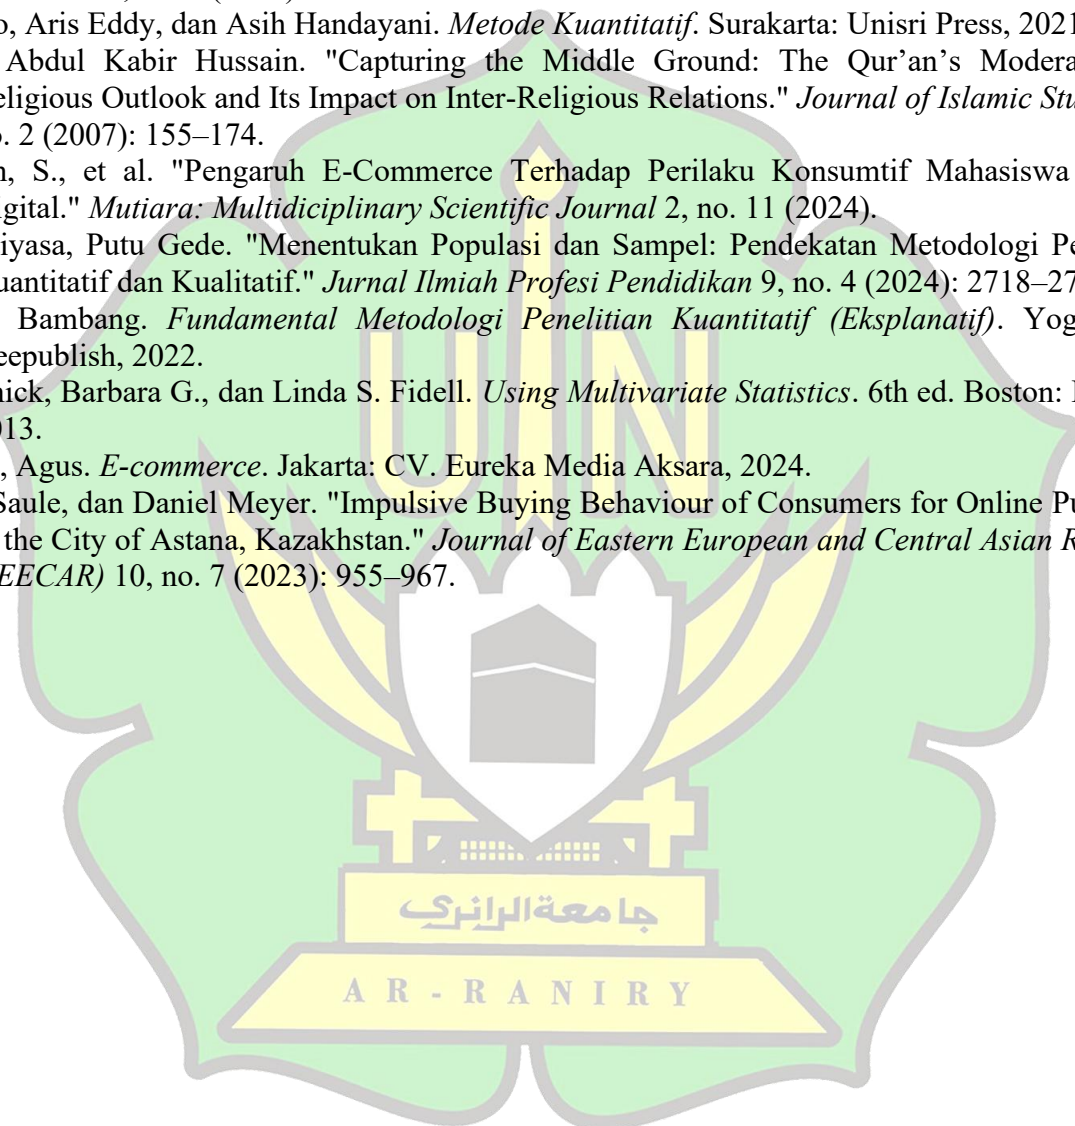 o, Aris Eddy, dan Asih Handayani. Metode Kuantitatif. Surakarta: Unisri Press, 2021
Abdul Kabir Hussain. "Capturing the Middle Ground: The Qur’an’s Modera
eligious Outlook and Its Impact on Inter-Religious Relations." Journal of Islamic Stu
o. 2 (2007): 155–174.
n, S., et al. "Pengaruh E-Commerce Terhadap Perilaku Konsumtif Mahasiswa
igital." Mutiara: Multidiciplinary Scientific Journal 2, no. 11 (2024).
iyasa, Putu Gede. "Menentukan Populasi dan Sampel: Pendekatan Metodologi Pe
uantitatif dan Kualitatif." Jurnal Ilmiah Profesi Pendidikan 9, no. 4 (2024): 2718–27
Bambang. Fundamental Metodologi Penelitian Kuantitatif (Eksplanatif). Yog
eepublish, 2022.
nick, Barbara G., dan Linda S. Fidell. Using Multivariate Statistics. 6th ed. Boston:
013.
, Agus. E-commerce. Jakarta: CV. Eureka Media Aksara, 2024.
Saule, dan Daniel Meyer. "Impulsive Buying Behaviour of Consumers for Online Pu
the City of Astana, Kazakhstan." Journal of Eastern European and Central Asian R
EECAR) 10, no. 7 (2023): 955–967.
UIN
جامعة الرانري
AR-RANIRY